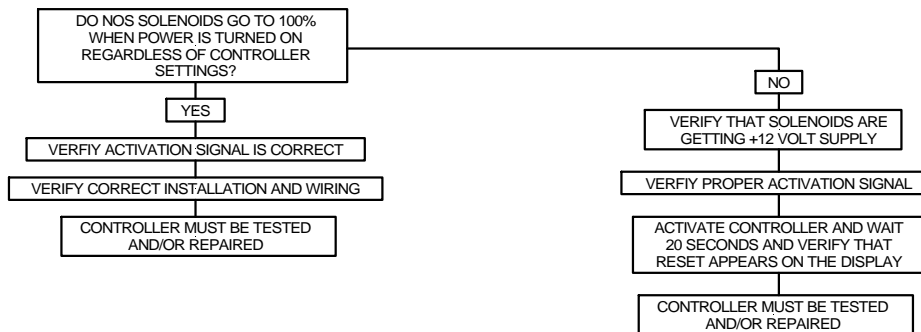 DO NOS SOLENOIDS GO TO 100%
WHEN POWER IS TURNED ON
REGARDLESS OF CONTROLLER
SETTINGS?
YES
VERFIY ACTIVATION SIGNAL IS CORRECT
VERIFY CORRECT INSTALLATION AND WIRING
CONTROLLER MUST BE TESTED
AND/OR REPAIRED
NO
VERIFY THAT SOLENOIDS ARE
GETTING +12 VOLT SUPPLY
VERFIY PROPER ACTIVATION SIGNAL
ACTIVATE CONTROLLER AND WAIT
20 SECONDS AND VERIFY THAT
RESET APPEARS ON THE DISPLAY
CONTROLLER MUST BE TESTED
AND/OR REPAIRED